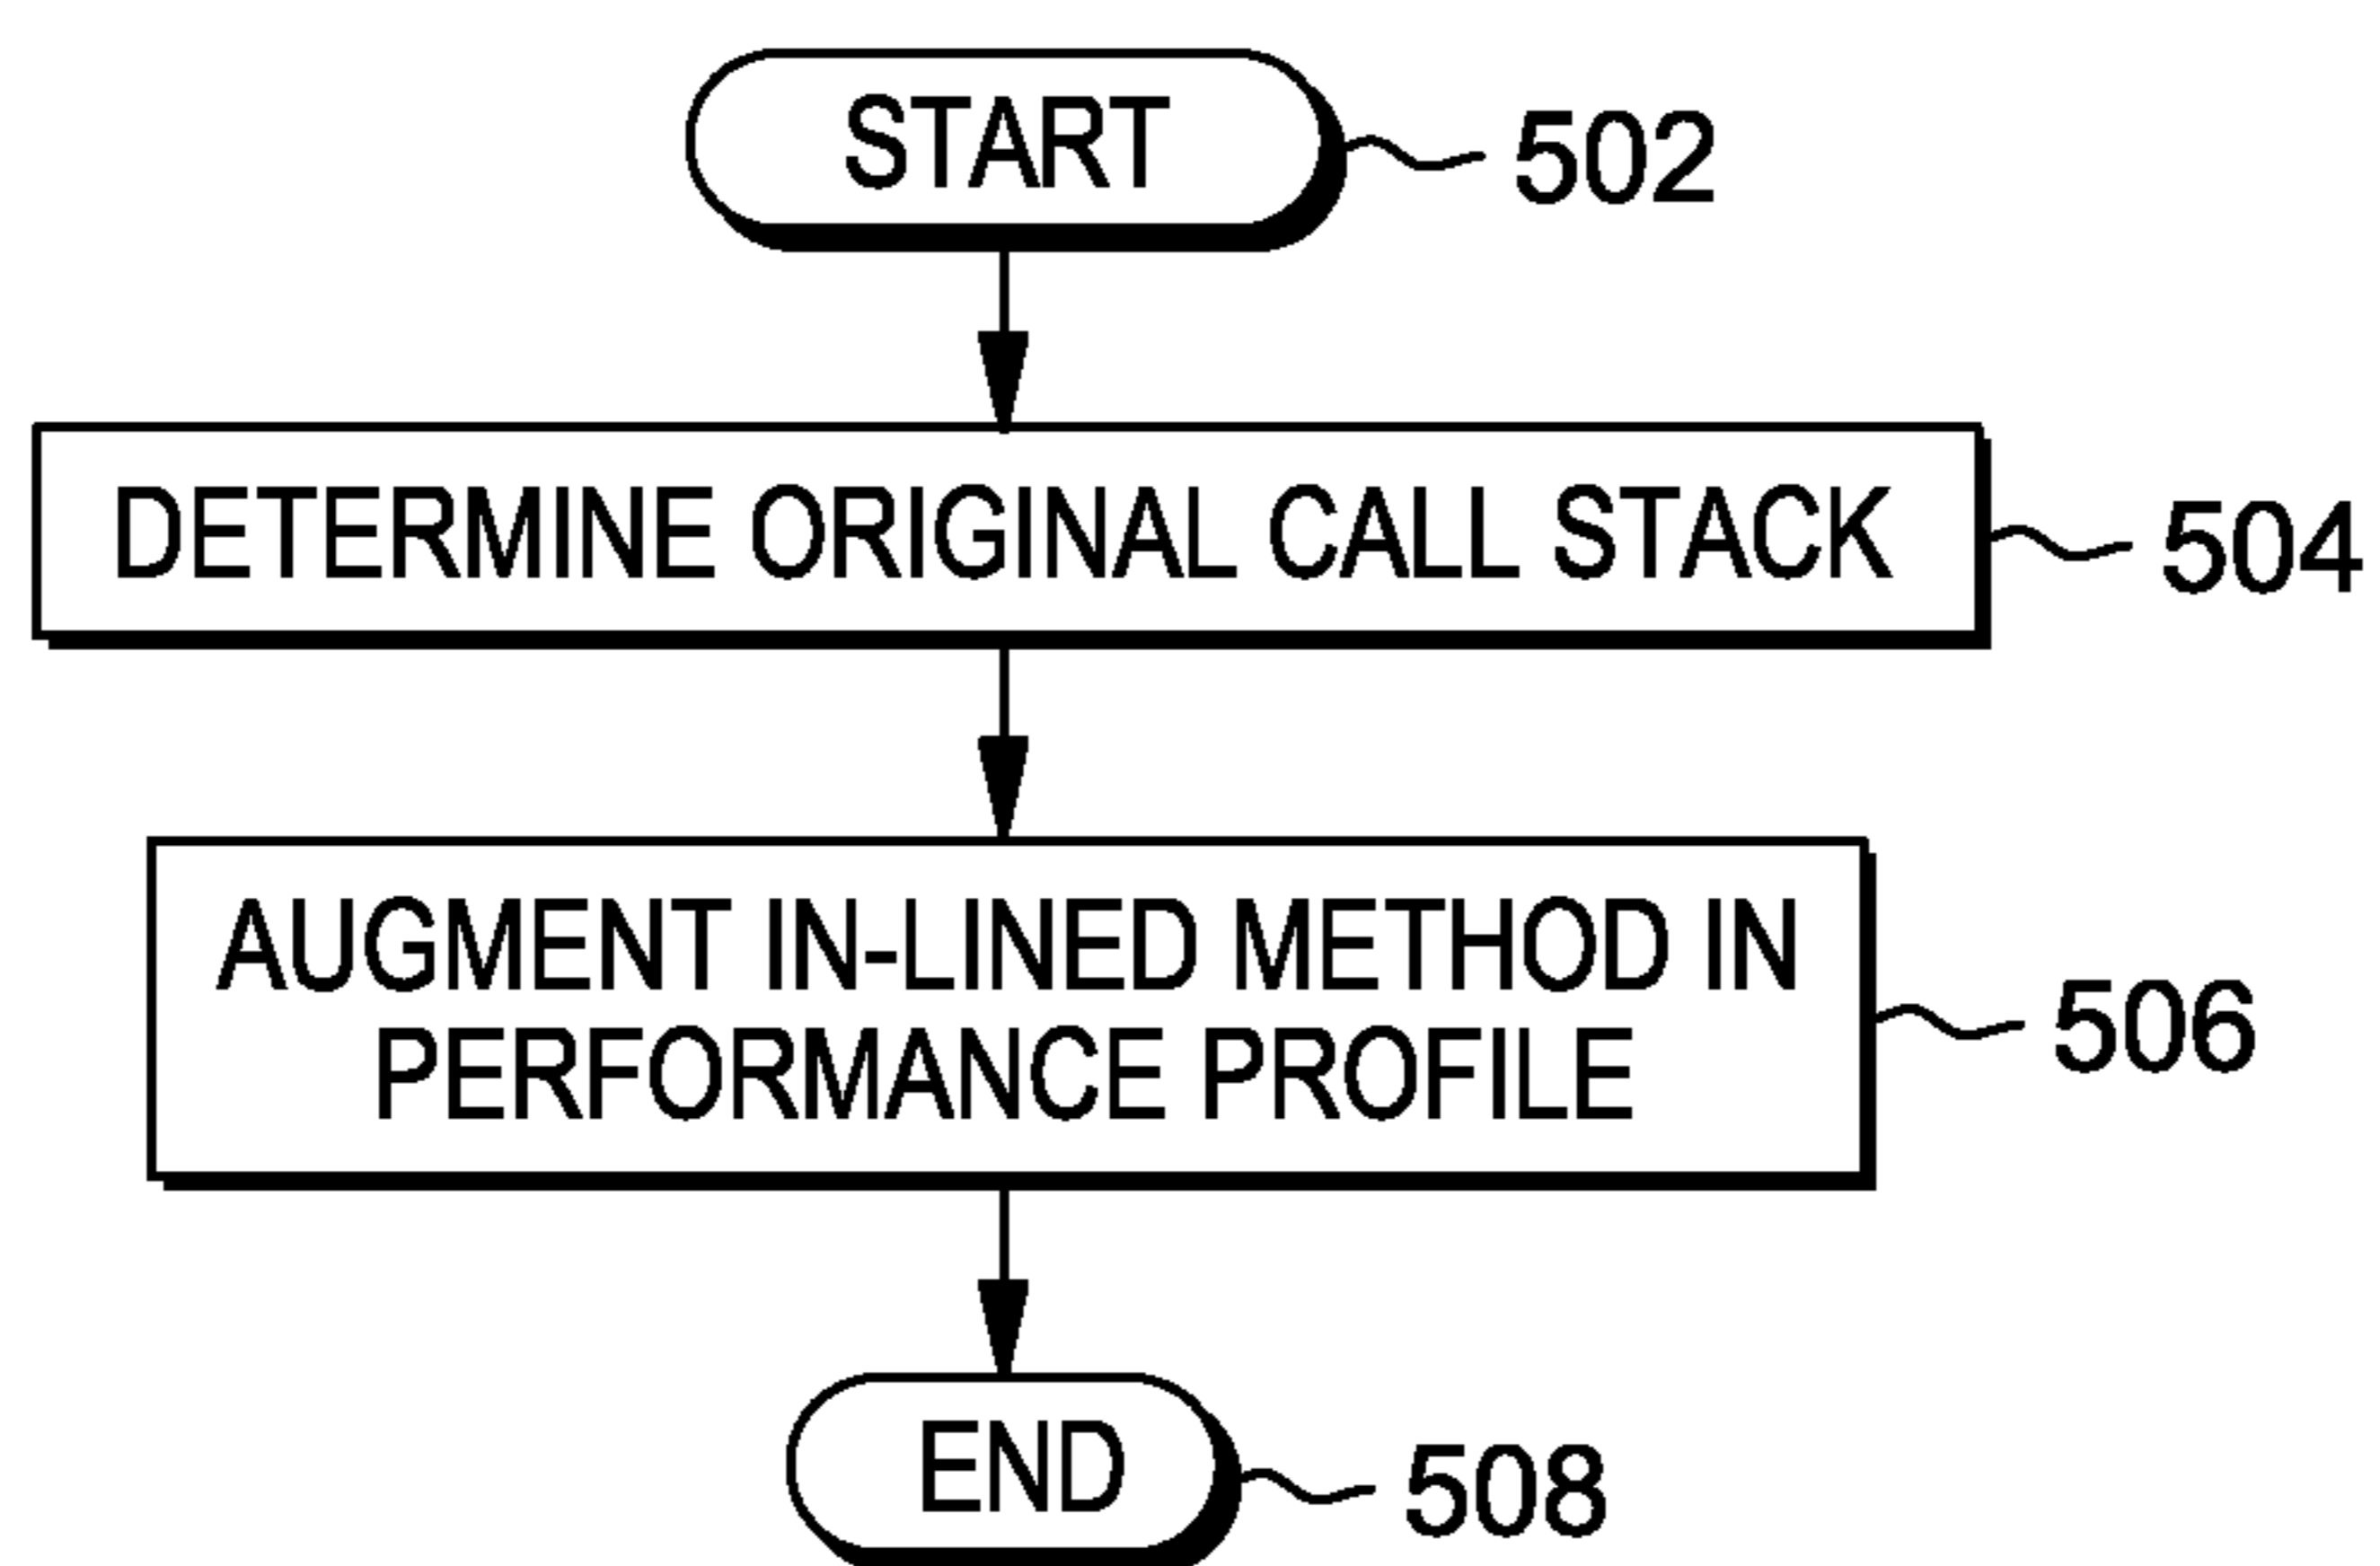 START
502
DETERMINE ORIGINAL CALL STACK
504
AUGMENT IN-LINED METHOD IN
PERFORMANCE PROFILE
506
END
508